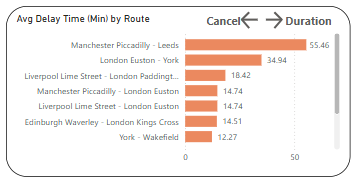 Avg Delay Time (Min) by Route
Cancel Duration
Manchester Piccadilly - Leeds 55.46
London Euston - York 34.94
Liverpool Lime Street - London Paddingt... 18.42
Manchester Piccadilly - London Euston 14.74
Liverpool Lime Street - London Euston 14.74
Edinburgh Waverley - London Kings Cross 14.51
York - Wakefield 12.27
0 50